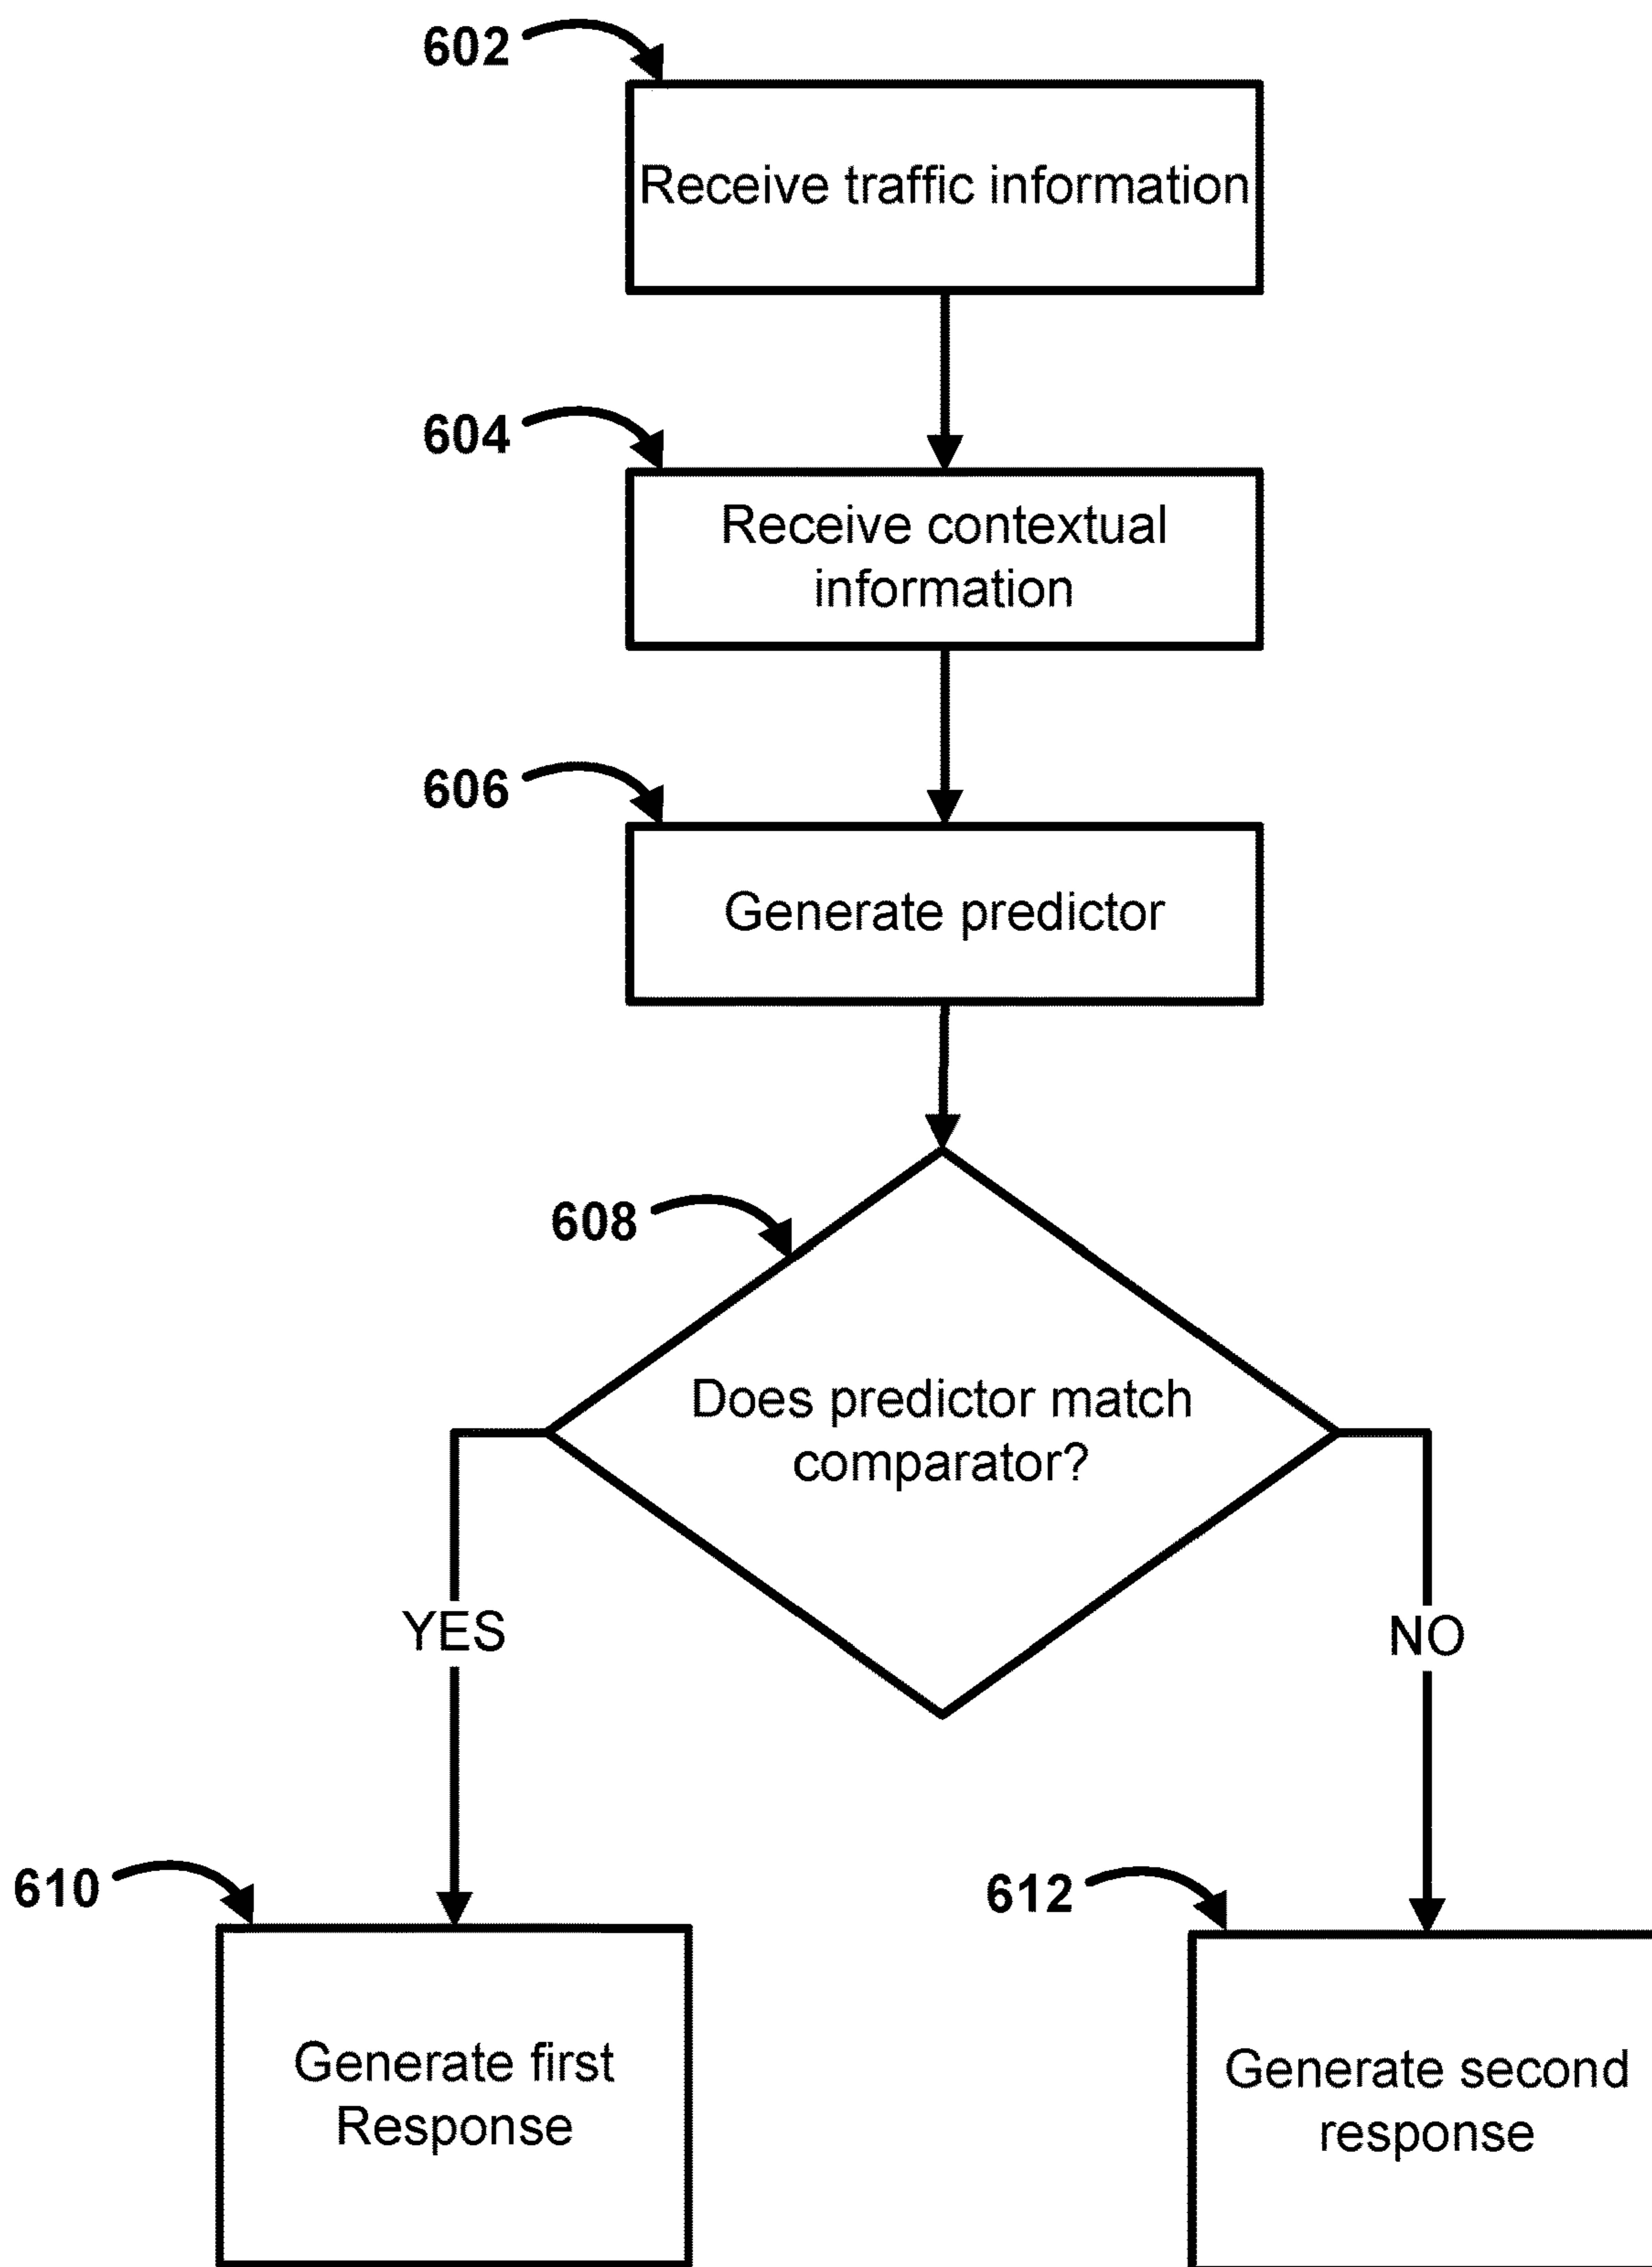 602
Receive traffic information
604
Receive contextual
information
606
Generate predictor
608
Does predictor match
comparator?
YES
NO
610
Generate first
Response
612
Generate second
response